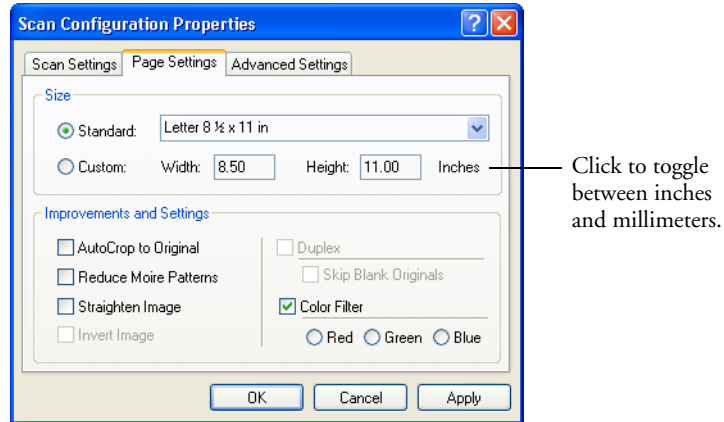 Scan Configuration Properties
Scan Settings Page Settings Advanced Settings
Size
Standard: Letter 8 ½ x 11 in
Custom: Width: 8.50 Height: 11.00 Inches
Click to toggle
between inches
and millimeters.
Improvements and Settings
AutoCrop to Original
Reduce Moire Patterns
Straighten Image
Invert Image
Duplex
Skip Blank Originals
Color Filter
Red Green Blue
OK Cancel Apply